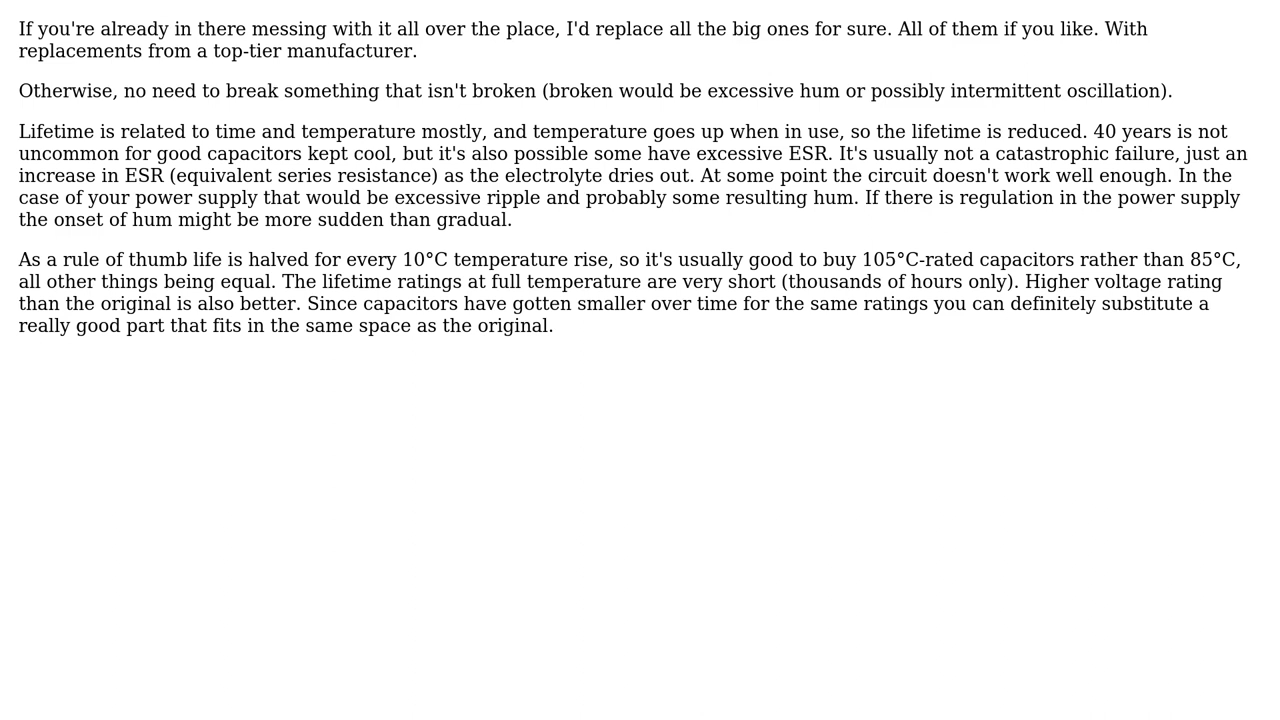 If you're already in there messing with it all over the place, I'd replace all the big ones for sure. All of them if you like. With
replacements from a top-tier manufacturer.
Otherwise, no need to break something that isn't broken (broken would be excessive hum or possibly intermittent oscillation).
Lifetime is related to time and temperature mostly, and temperature goes up when in use, so the lifetime is reduced. 40 years is not
uncommon for good capacitors kept cool, but it's also possible some have excessive ESR. It's usually not a catastrophic failure, just an
increase in ESR (equivalent series resistance) as the electrolyte dries out. At some point the circuit doesn't work well enough. In the
case of your power supply that would be excessive ripple and probably some resulting hum. If there is regulation in the power supply
the onset of hum might be more sudden than gradual.
As a rule of thumb life is halved for every 10°C temperature rise, so it's usually good to buy 105°C-rated capacitors rather than 85°C,
all other things being equal. The lifetime ratings at full temperature are very short (thousands of hours only). Higher voltage rating
than the original is also better. Since capacitors have gotten smaller over time for the same ratings you can definitely substitute a
really good part that fits in the same space as the original.